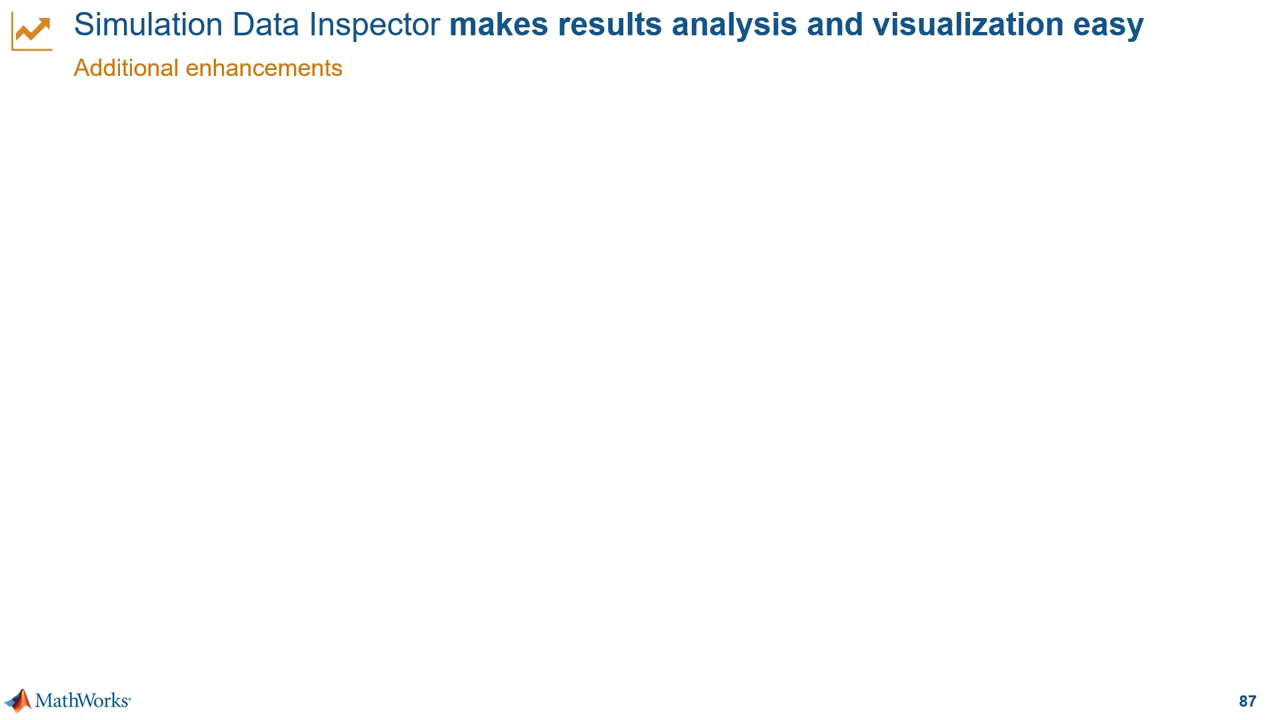 Simulation Data Inspector makes results analysis and visualization easy
Additional enhancements
MathWorks®
87